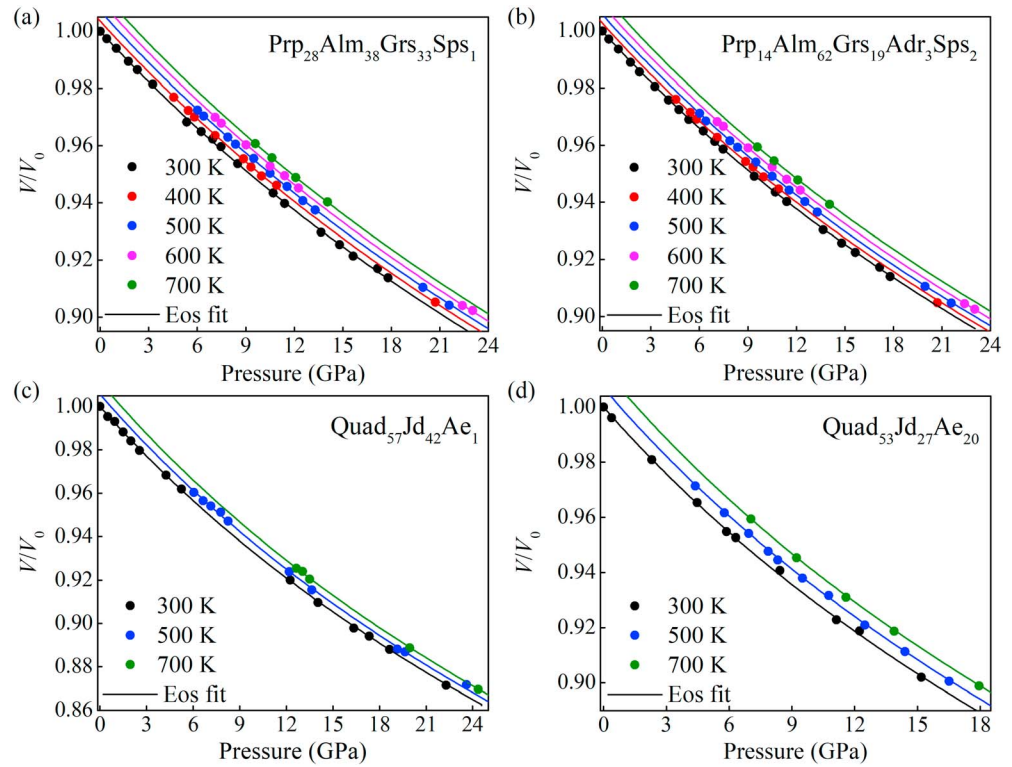 (a)
Prp₂₈Alm₃₈Grs₃₃Sps₁
1.00
0.98
0.96
0.94
0.92
0.90
V/V₀
300 K
400 K
500 K
600 K
700 K
Eos fit
0 3 6 9 12 15 18 21 24
Pressure (GPa)
(b)
Prp₁₄Alm₆₂Grs₁₉Adr₃Sps₂
1.00
0.98
0.96
0.94
0.92
0.90
V/V₀
300 K
400 K
500 K
600 K
700 K
Eos fit
0 3 6 9 12 15 18 21 24
Pressure (GPa)
(c)
Quad₅₇Jd₄₂Ae₁
1.00
0.98
0.96
0.94
0.92
0.90
0.88
0.86
V/V₀
300 K
500 K
700 K
Eos fit
0 3 6 9 12 15 18 21 24
Pressure (GPa)
(d)
Quad₅₃Jd₂₇Ae₂₀
1.00
0.98
0.96
0.94
0.92
0.90
V/V₀
300 K
500 K
700 K
Eos fit
0 3 6 9 12 15 18
Pressure (GPa)